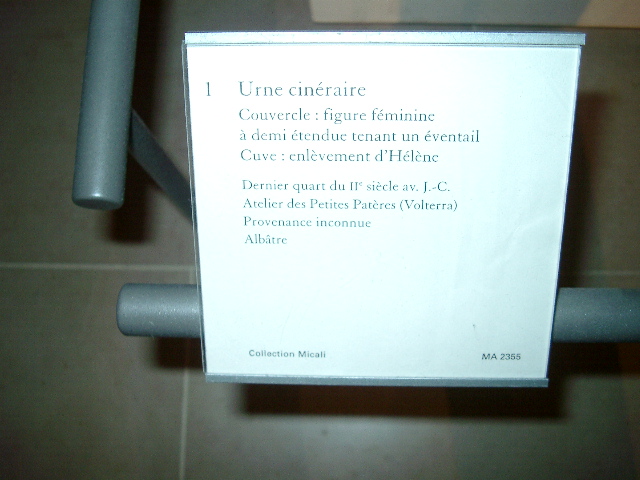 1 Urne cinéraire
Couvercle : figure féminine
à demi étendue tenant un éventail
Cuve : enlèvement d'Hélène
Dernier quart du IIe siècle av. J.-C.
Atelier des Petites Patères (Volterra)
Provenance inconnue
Albâtre
Collection Micali MA 2355